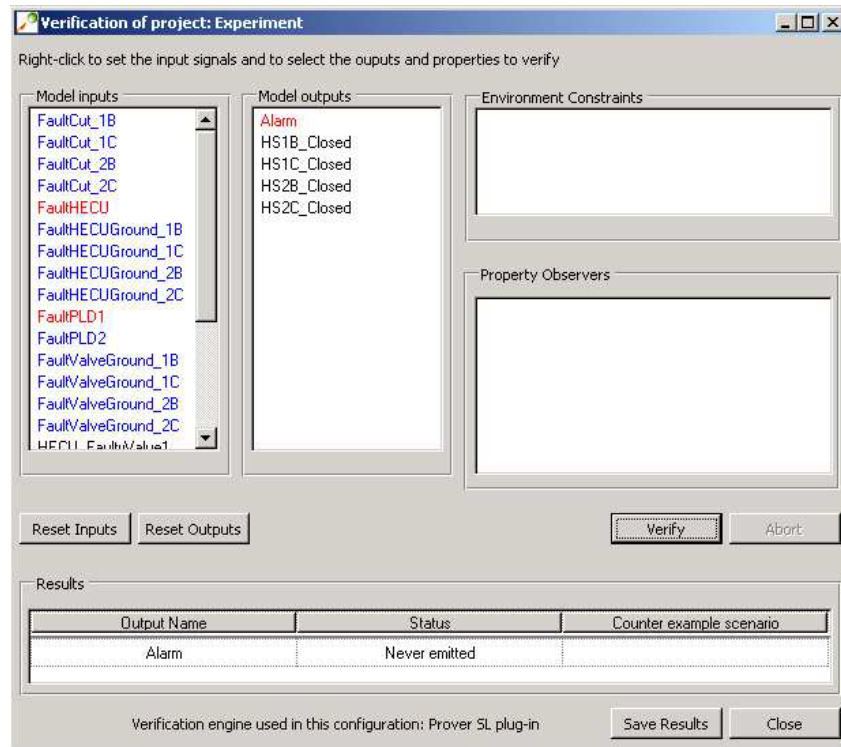 Verification of project: Experiment
Right-click to set the input signals and to select the ouputs and properties to verify
Model inputs
FaultCut_1B
FaultCut_1C
FaultCut_2B
FaultCut_2C
FaultHECU
FaultHECUGround_1B
FaultHECUGround_1C
FaultHECUGround_2B
FaultHECUGround_2C
FaultPLD1
FaultPLD2
FaultValveGround_1B
FaultValveGround_1C
FaultValveGround_2B
FaultValveGround_2C
HECU_FaultyValue1
Model outputs
Alarm
HS1B_Closed
HS1C_Closed
HS2B_Closed
HS2C_Closed
Environment Constraints
Property Observers
Reset Inputs Reset Outputs Verify Abort
Results
Output Name Status Counter example scenario
Alarm Never emitted
Verification engine used in this configuration: Prover SL plug-in Save Results Close